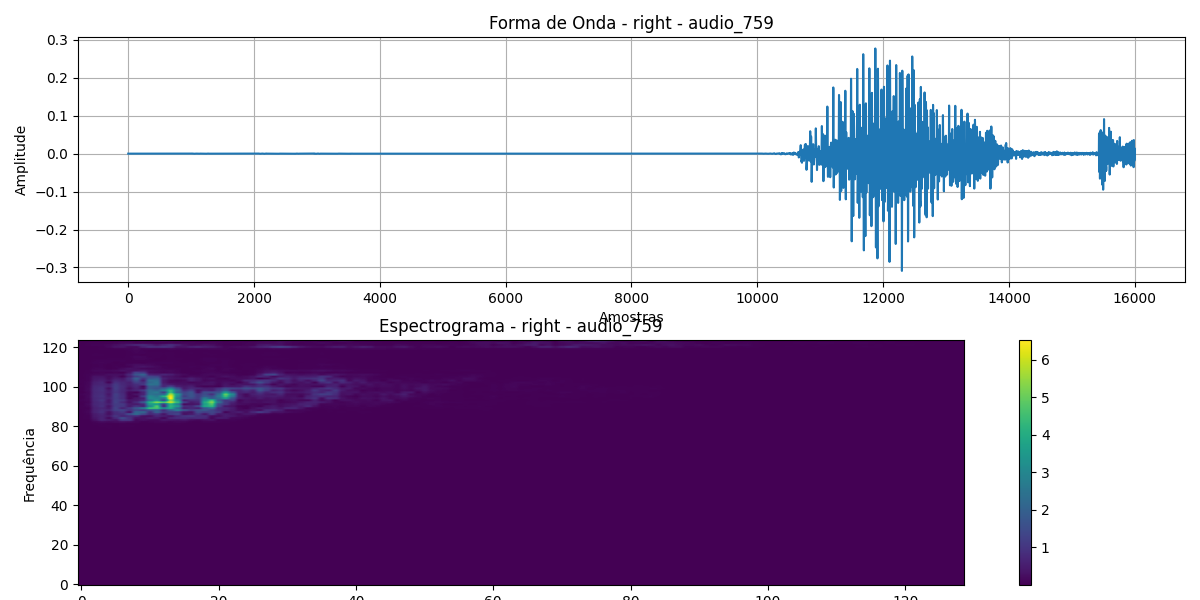 Forma de Onda - right - audio_759
0.3
0.2
0.1
0.0
−0.1
−0.2
−0.3
Amplitude
0 2000 4000 6000 8000 10000 12000 14000 16000
Amostras
Espectrograma - right - audio_759
120
100
80
60
40
20
0
Frequência
0 20 40 60 80 100 120
6
5
4
3
2
1